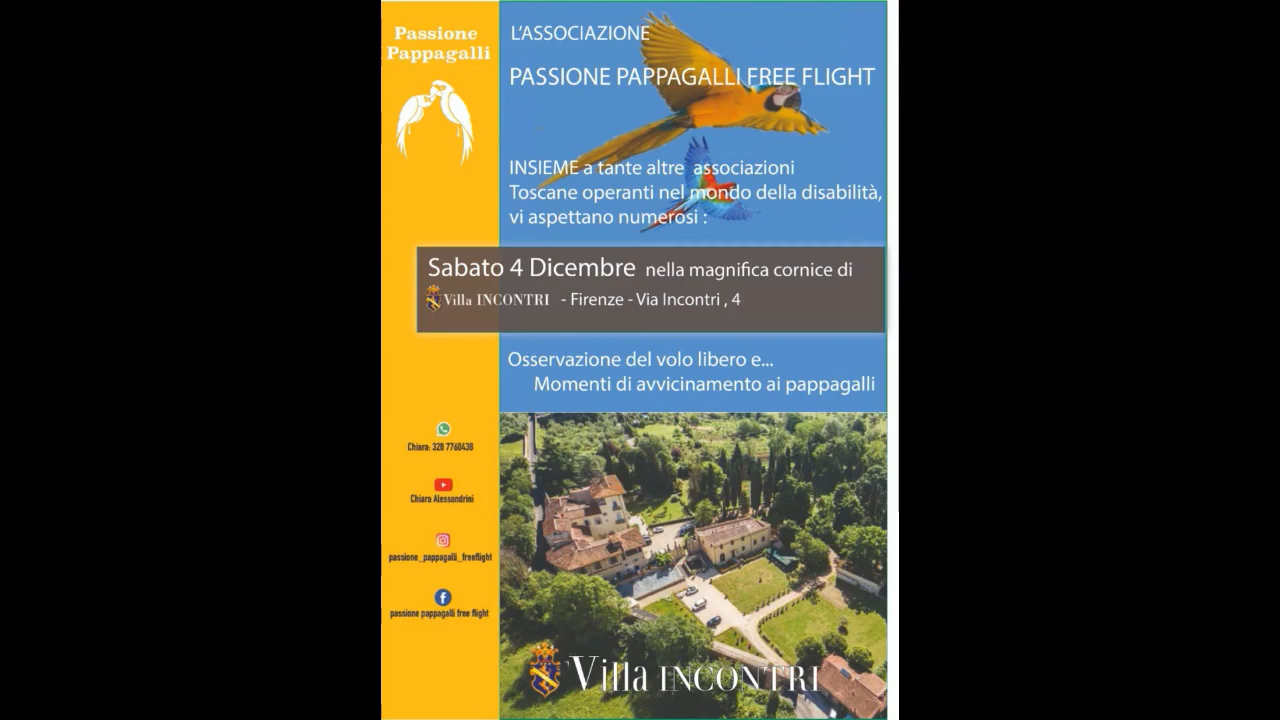 Passione
Pappagalli
L'ASSOCIAZIONE
PASSIONE PAPPAGALLI FREE FLIGHT
INSIEME a tante altre associazioni
Toscane operanti nel mondo della disabilità,
vi aspettano numerosi :
Sabato 4 Dicembre nella magnifica cornice di
Villa INCONTRI - Firenze - Via Incontri , 4
Osservazione del volo libero e...
Momenti di avvicinamento ai pappagalli
Chiara: 328 7760438
Chiara Alessandrini
passione_pappagalli_freeflight
passione pappagalli free flight
Villa INCONTRI